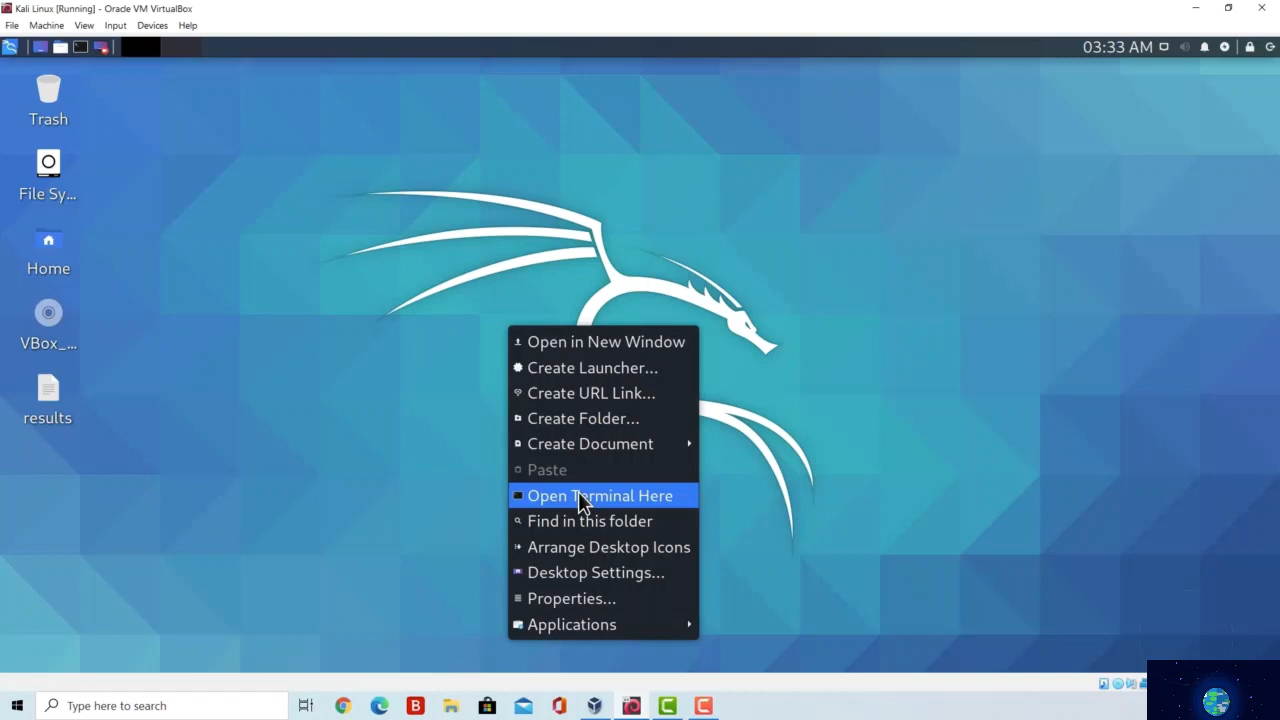 Kali Linux [Running] - Oracle VM VirtualBox
File Machine View Input Devices Help
03:33 AM
Trash
File Sy...
Home
VBox_...
results
Open in New Window
Create Launcher...
Create URL Link...
Create Folder...
Create Document
Paste
Open Terminal Here
Find in this folder
Arrange Desktop Icons
Desktop Settings...
Properties...
Applications
Type here to search